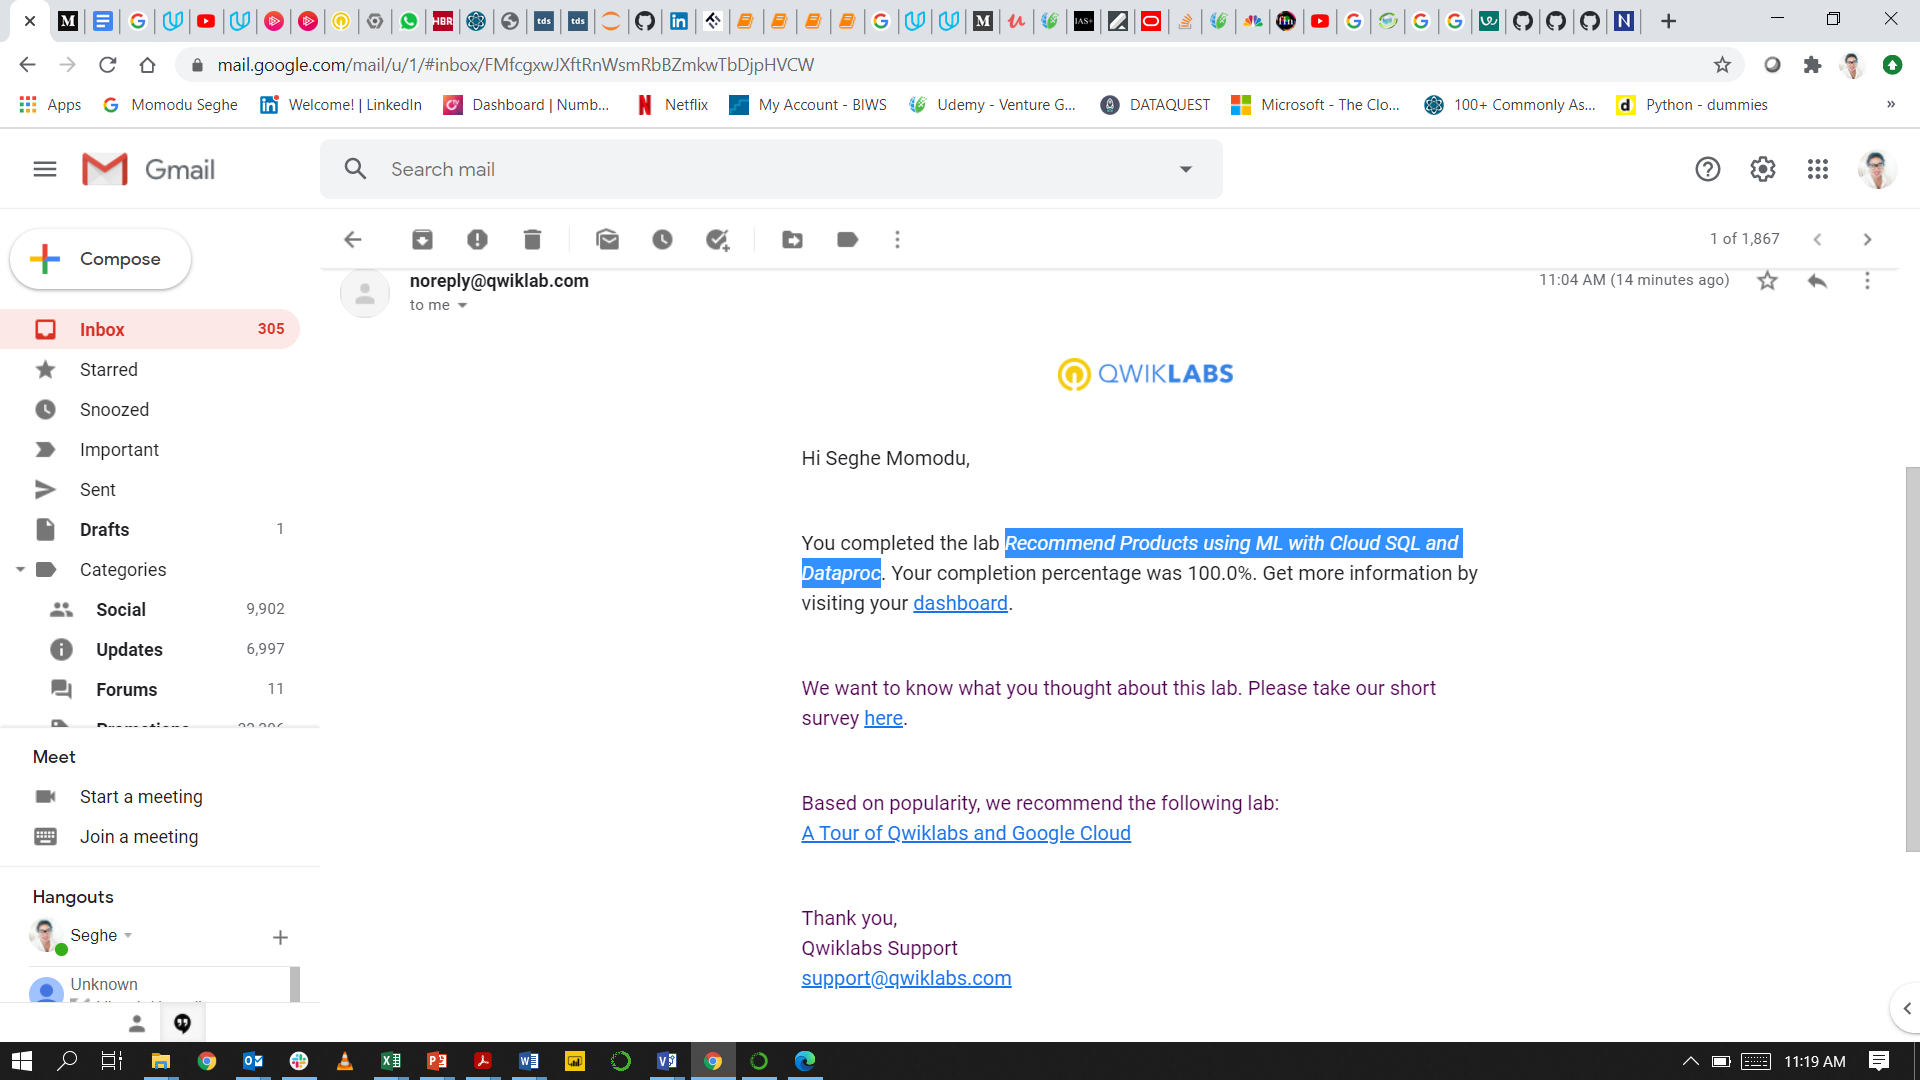 mail.google.com/mail/u/1/#inbox/FMfcgxwJXftRnWsmRbBZmkwTbDjpHVCW
Apps
Momodu Seghe
Welcome! | LinkedIn
Dashboard | Numb...
Netflix
My Account - BIWS
Udemy - Venture G...
DATAQUEST
Microsoft - The Clo...
100+ Commonly As...
Python - dummies
»
Gmail
Search mail
Compose
1 of 1,867
Inbox 305
Starred
Snoozed
Important
Sent
Drafts 1
Categories
Social 9,902
Updates 6,997
Forums 11
Meet
Start a meeting
Join a meeting
Hangouts
Seghe
Unknown
noreply@qwiklab.com
11:04 AM (14 minutes ago)
to me
QWIKLABS
Hi Seghe Momodu,
You completed the lab Recommend Products using ML with Cloud SQL and
Dataproc. Your completion percentage was 100.0%. Get more information by
visiting your dashboard.
We want to know what you thought about this lab. Please take our short
survey here.
Based on popularity, we recommend the following lab:
A Tour of Qwiklabs and Google Cloud
Thank you,
Qwiklabs Support
support@qwiklabs.com
11:19 AM